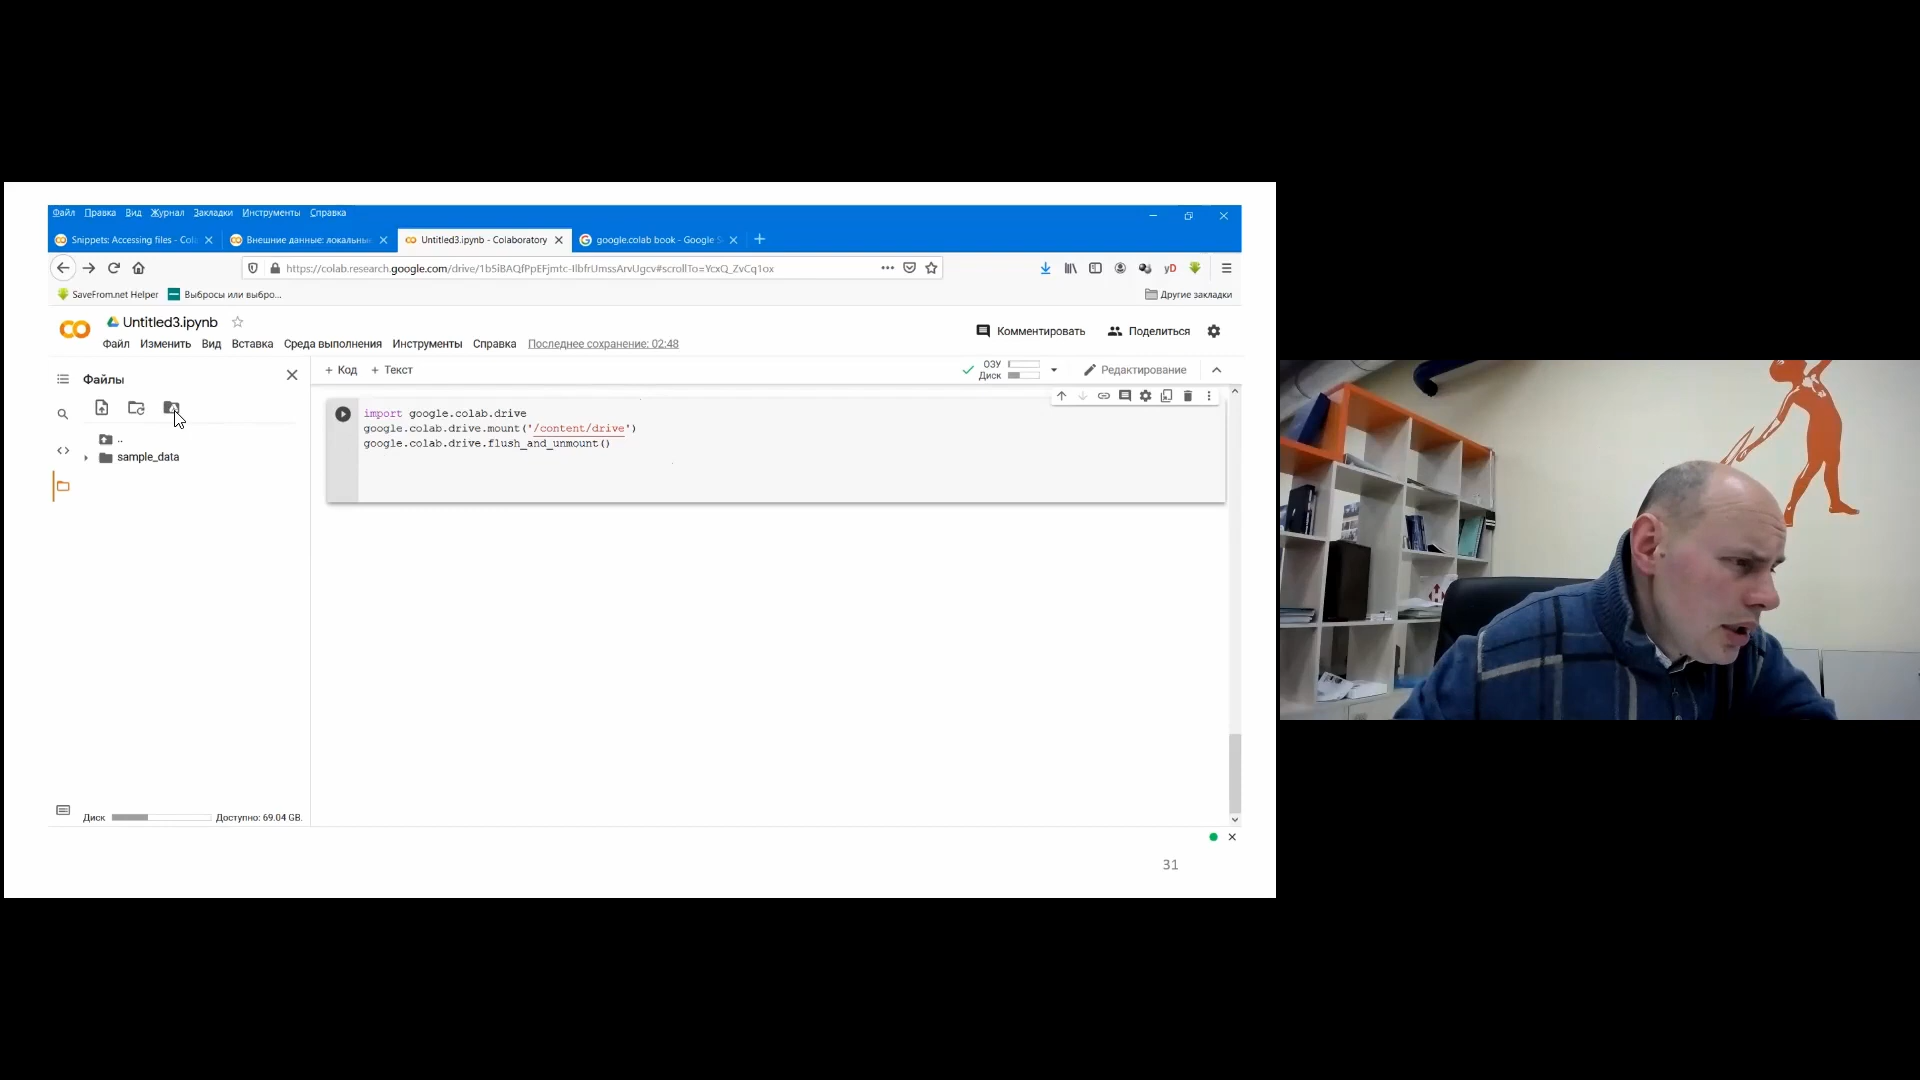 Файл Правка Вид Журнал Закладки Инструменты Справка
Snippets: Accessing files - Cola
Внешние данные: локальны
Untitled3.ipynb - Colaboratory
google.colab book - Google S
https://colab.research.google.com/drive/1b5iBAQfPpEFjmtc-IlbfrUmssArvUgcv#scrollTo=YcxQ_ZvCq1ox
yD
SaveFrom.net Helper
Выбросы или выбро...
Другие закладки
Untitled3.ipynb
Комментировать
Поделиться
Файл Изменить Вид Вставка Среда выполнения Инструменты Справка Последнее сохранение: 02:48
Файлы
+ Код + Текст
ОЗУ
Диск
Редактирование
..
sample_data
import google.colab.drive
google.colab.drive.mount('/content/drive')
google.colab.drive.flush_and_unmount()
Диск
Доступно: 69.04 GB.
31